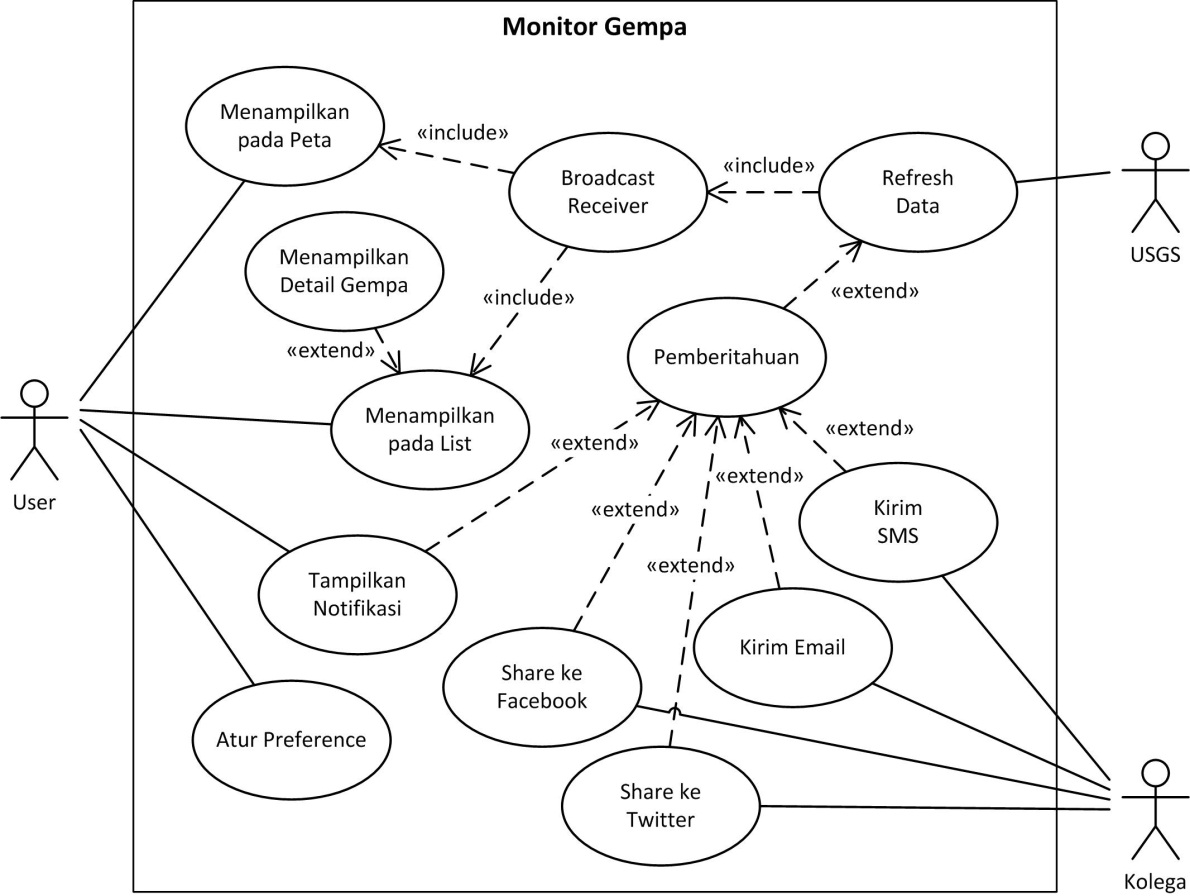 Monitor Gempa
Menampilkan
pada Peta
«include»
Broadcast
Receiver
«include»
Refresh
Data
USGS
Menampilkan
Detail Gempa
«include»
«extend»
«extend»
Pemberitahuan
Menampilkan
pada List
User
«extend»
«extend»
«extend»
«extend»
«extend»
Kirim
SMS
Tampilkan
Notifikasi
Share ke
Facebook
Kirim Email
Atur Preference
Share ke
Twitter
Kolega